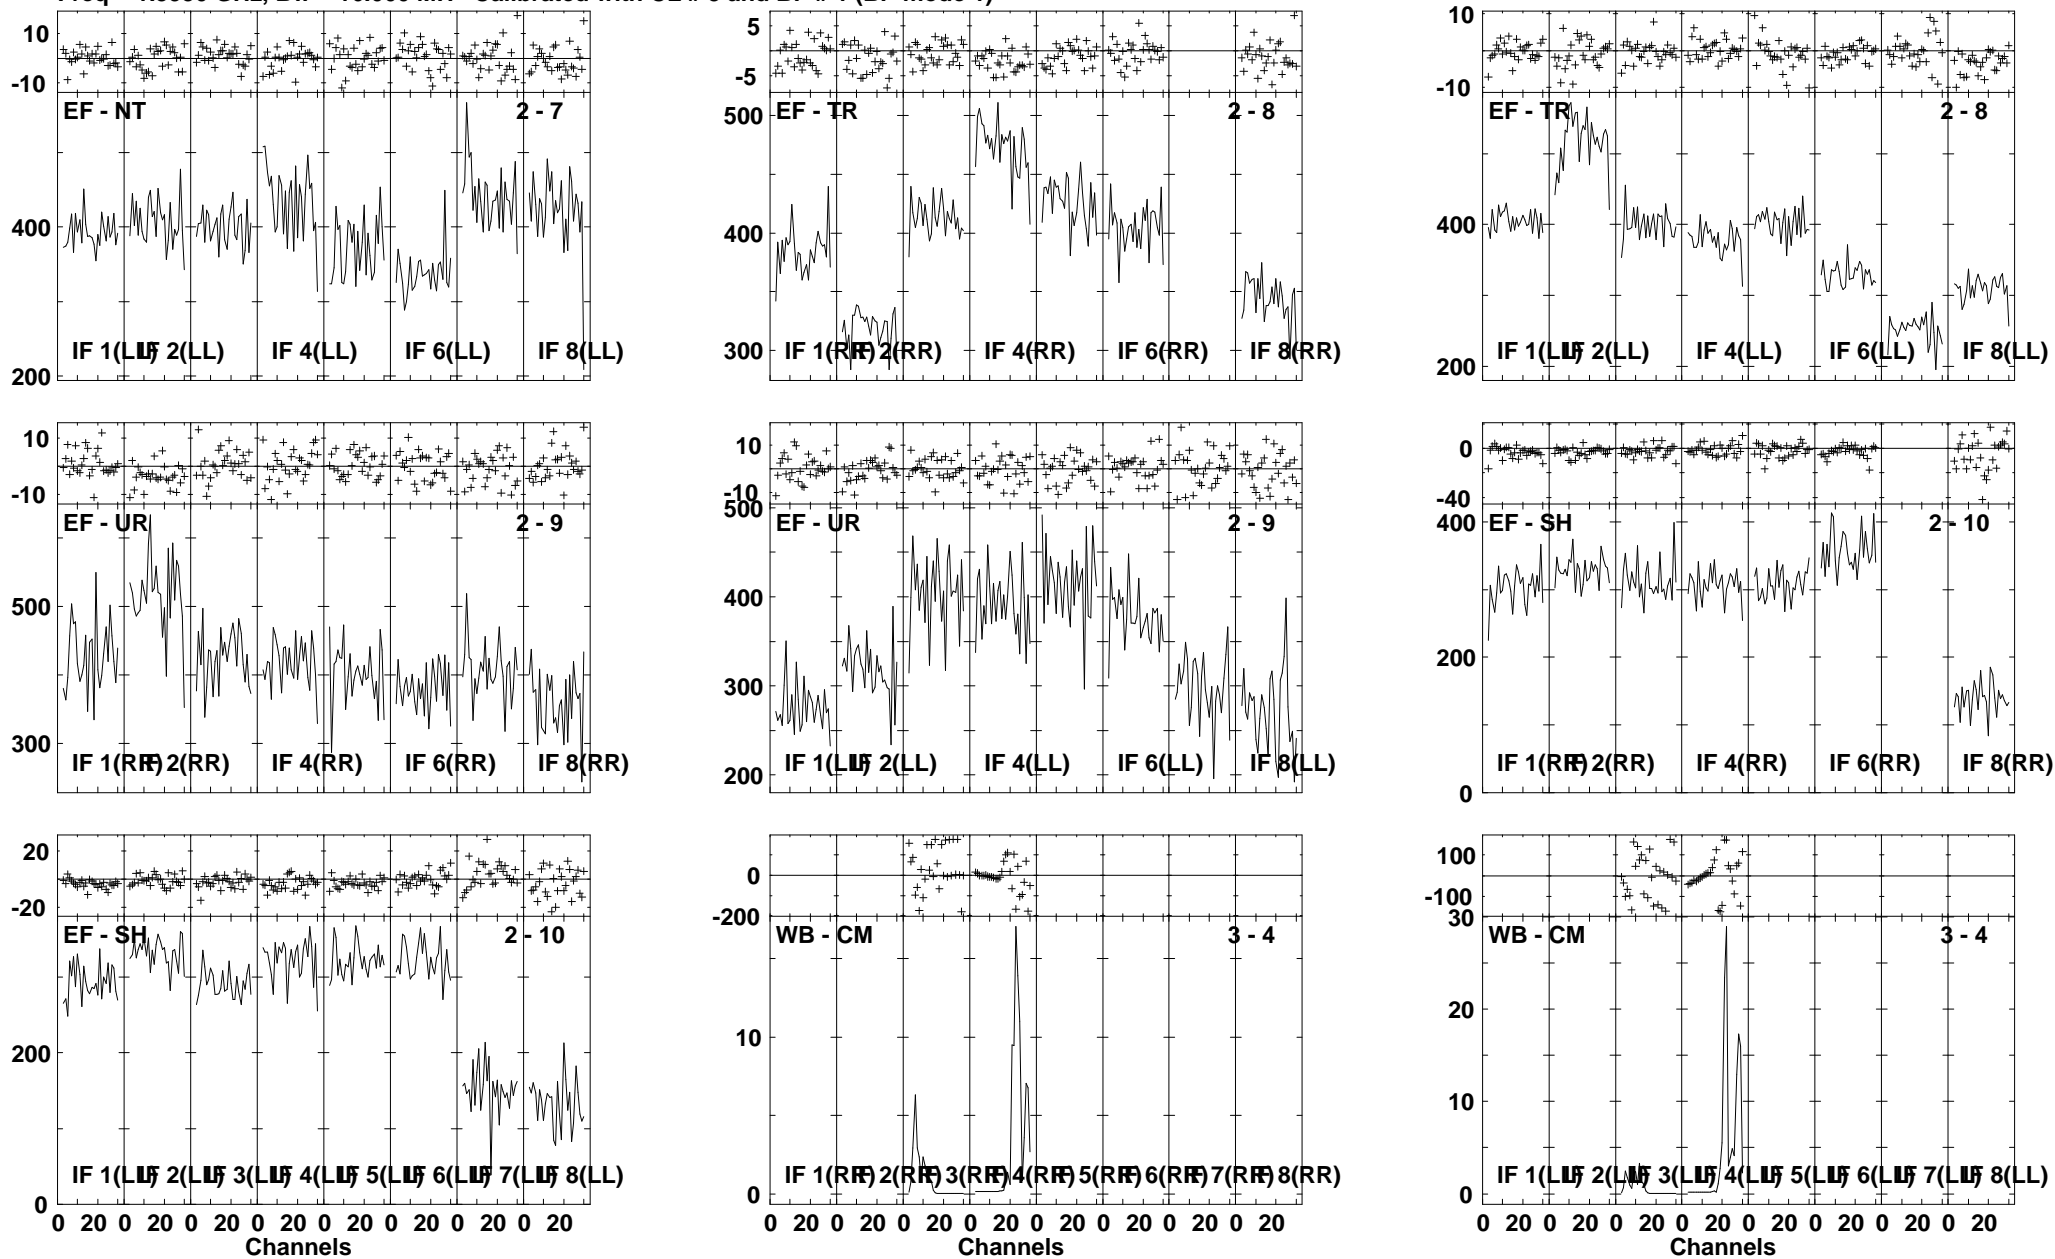 10
-10
EF - NT 2 - 7
400
200
IF 1(LL) IF 2(LL) IF 4(LL) IF 6(LL) IF 8(LL)
5
-5
EF - TR 2 - 8
500
400
300
IF 1(RR) IF 2(RR) IF 4(RR) IF 6(RR) IF 8(RR)
10
-10
EF - TR 2 - 8
400
200
IF 1(LL) IF 2(LL) IF 4(LL) IF 6(LL) IF 8(LL)
10
-10
EF - UR 2 - 9
500
300
IF 1(RR) IF 2(RR) IF 4(RR) IF 6(RR) IF 8(RR)
10
-10
500
EF - UR 2 - 9
400
300
200
IF 1(LL) IF 2(LL) IF 4(LL) IF 6(LL) IF 8(LL)
0
-40
EF - SH 2 - 10
400
200
0
IF 1(RR) IF 2(RR) IF 4(RR) IF 6(RR) IF 8(RR)
20
-20
EF - SH 2 - 10
200
0
IF 1(LL) IF 2(LL) IF 3(LL) IF 4(LL) IF 5(LL) IF 6(LL) IF 7(LL) IF 8(LL)
0 20 0 20 0 20 0 20 0 20 0 20 0 20 0 20
Channels
0
-200
WB - CM 3 - 4
10
0
IF 1(RR) IF 2(RR) IF 3(RR) IF 4(RR) IF 5(RR) IF 6(RR) IF 7(RR) IF 8(RR)
0 20 0 20 0 20 0 20 0 20 0 20 0 20 0 20
Channels
100
-100
30
WB - CM 3 - 4
20
10
0
IF 1(LL) IF 2(LL) IF 3(LL) IF 4(LL) IF 5(LL) IF 6(LL) IF 7(LL) IF 8(LL)
0 20 0 20 0 20 0 20 0 20 0 20 0 20 0 20
Channels